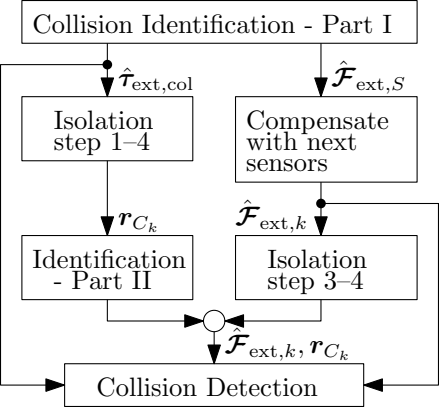 Collision Identification - Part I
τ̂ext,col
ℱ̂ext,S
Isolation
step 1–4
Compensate
with next
sensors
rCk
ℱ̂ext,k
Identification
- Part II
Isolation
step 3–4
ℱ̂ext,k, rCk
Collision Detection